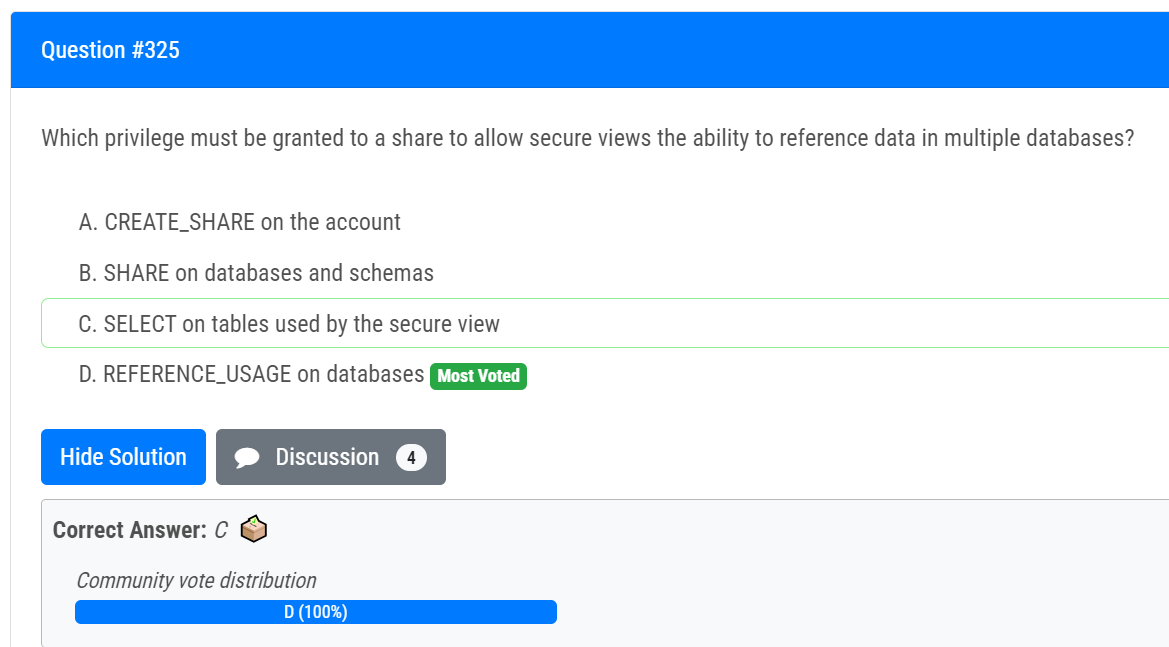 Question #325
Which privilege must be granted to a share to allow secure views the ability to reference data in multiple databases?
A. CREATE_SHARE on the account
B. SHARE on databases and schemas
C. SELECT on tables used by the secure view
D. REFERENCE_USAGE on databases Most Voted
Hide Solution Discussion 4
Correct Answer: C
Community vote distribution
D (100%)